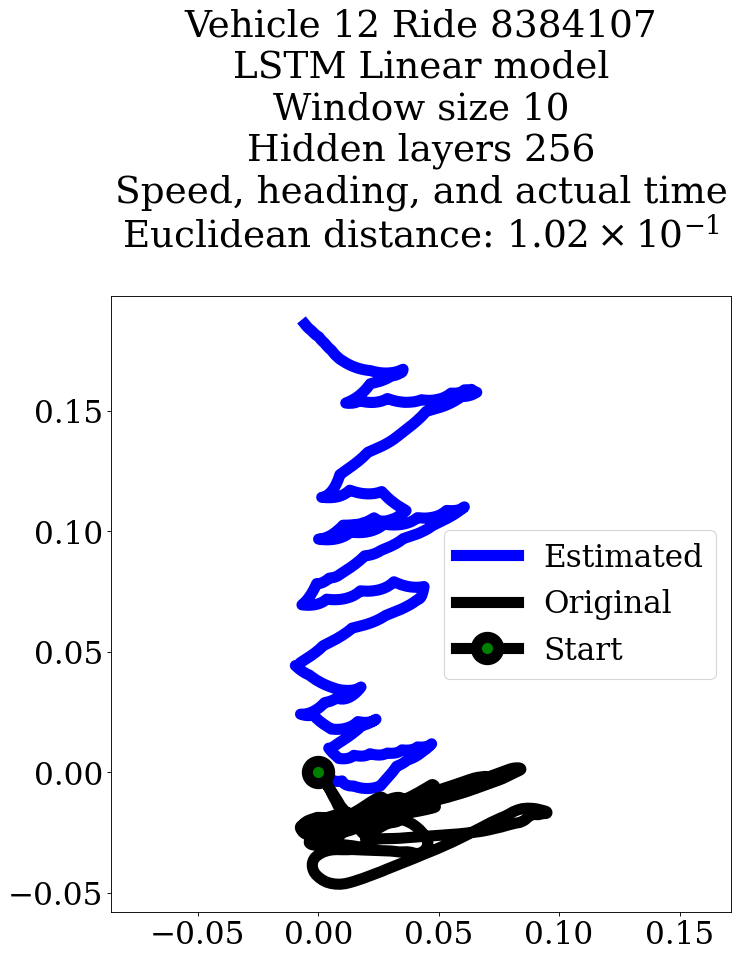 Vehicle 12 Ride 8384107
LSTM Linear model
Window size 10
Hidden layers 256
Speed, heading, and actual time
Euclidean distance: 1.02 × 10⁻¹
0.15
0.10
0.05
0.00
−0.05
Estimated
Original
Start
−0.05 0.00 0.05 0.10 0.15